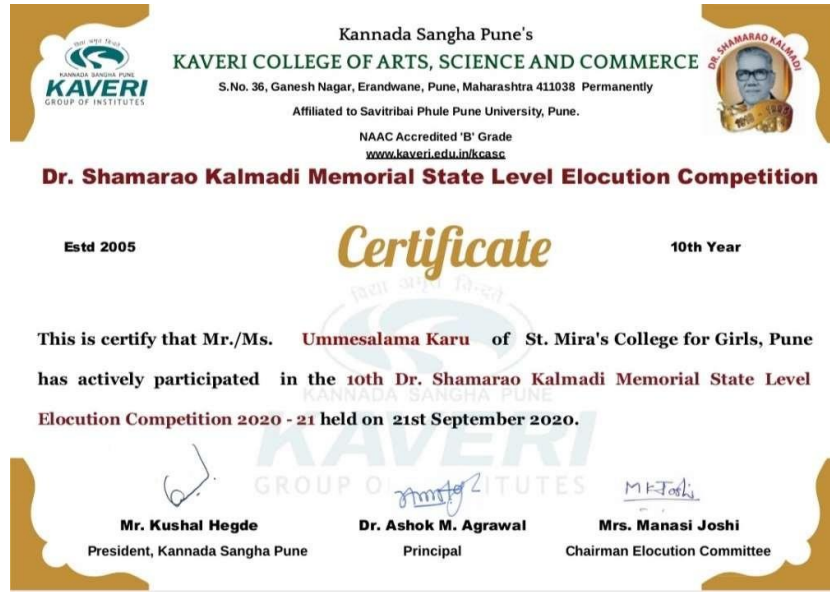 Kannada Sangha Pune's
KAVERI COLLEGE OF ARTS, SCIENCE AND COMMERCE
S.No. 36, Ganesh Nagar, Erandwane, Pune, Maharashtra 411038 Permanently
Affiliated to Savitribai Phule Pune University, Pune.
NAAC Accredited 'B' Grade
www.kaveri.edu.in/kcasc
KANNADA SANGHA PUNE
KAVERI
GROUP OF INSTITUTES
DR. SHAMARAO KALMADI
Dr. Shamarao Kalmadi Memorial State Level Elocution Competition
Estd 2005
Certificate
10th Year
This is certify that Mr./Ms. Ummesalama Karu of St. Mira's College for Girls, Pune
has actively participated in the 10th Dr. Shamarao Kalmadi Memorial State Level
Elocution Competition 2020 - 21 held on 21st September 2020.
KANNADA SANGHA PUNE
KAVERI
GROUP OF INSTITUTES
M K Joshi
Mr. Kushal Hegde
Dr. Ashok M. Agrawal
Mrs. Manasi Joshi
President, Kannada Sangha Pune
Principal
Chairman Elocution Committee